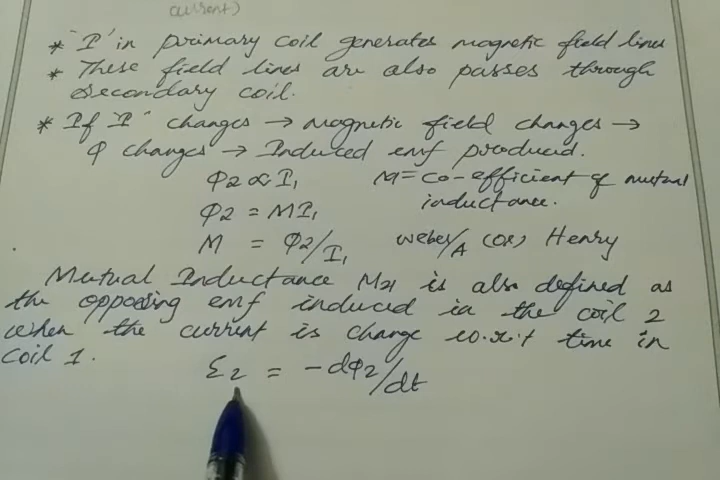 current)
* "I" in primary coil generates magnetic field lines
* These field lines are also passes through
secondary coil.
* If "I" changes → magnetic field changes →
φ changes → Induced emf produced.
φ2 ∝ I1 M = co-efficient of mutual
inductance.
φ2 = MI1
M = φ2/I1 weber/A (or) Henry
Mutual Inductance M21 is also defined as
the opposing emf induced in the coil 2
when the current is change w.r.t time in
coil 1.
ε2 = -dφ2/dt